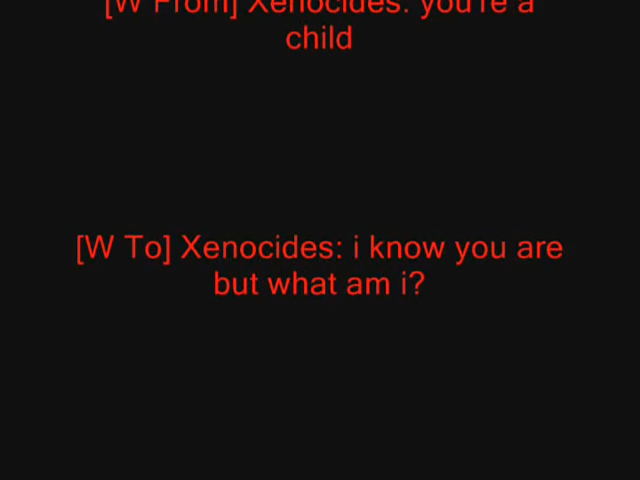 [W From] Xenocides: you're a
child
[W To] Xenocides: i know you are
but what am i?